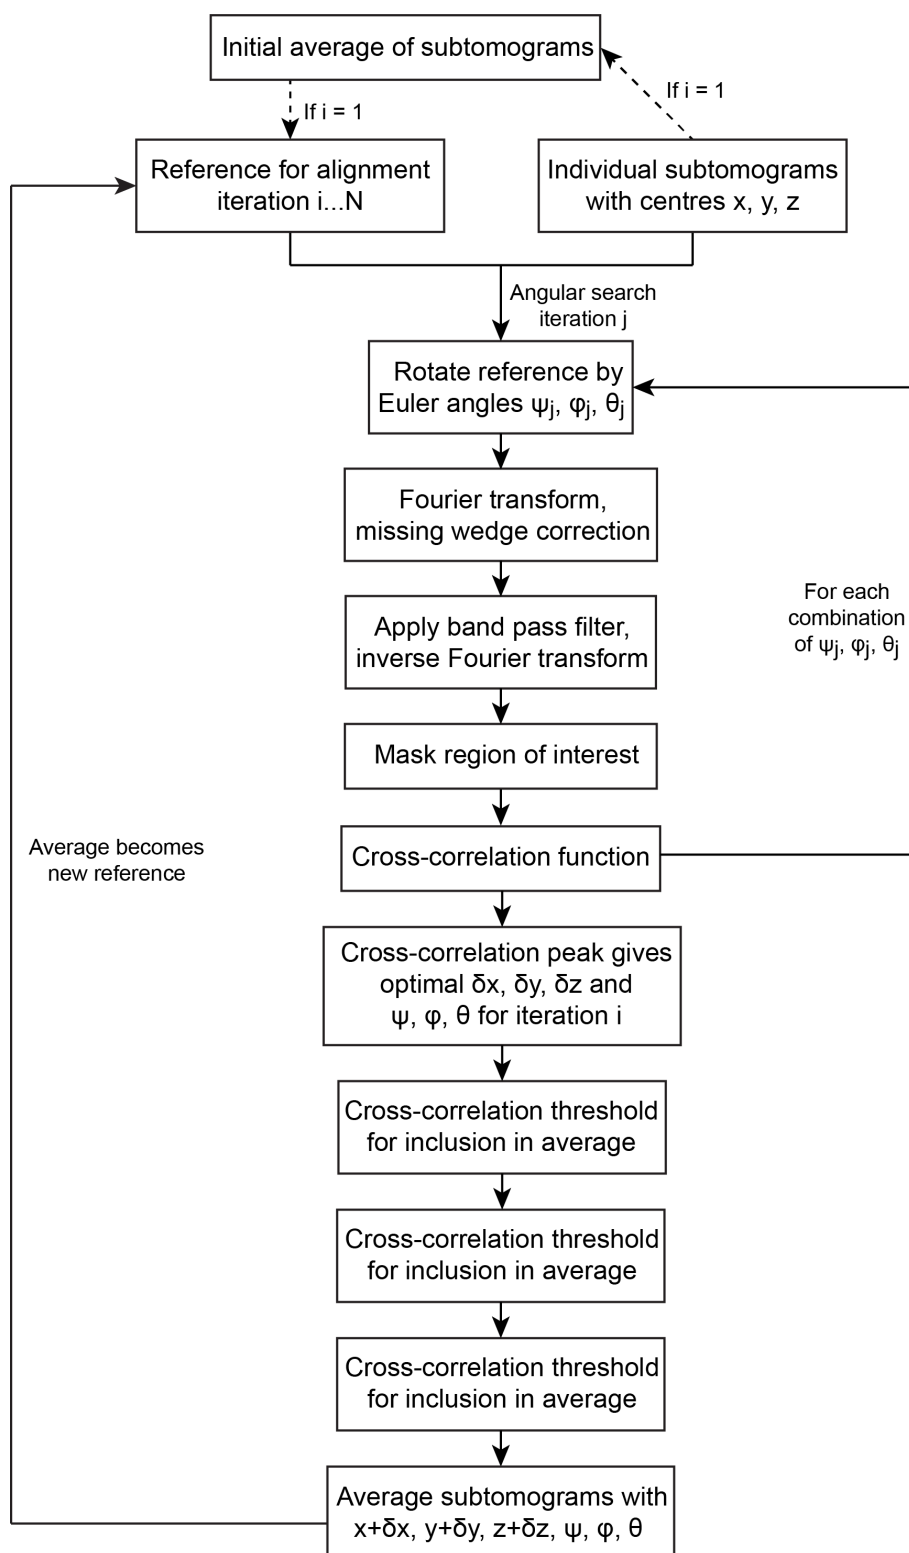 Initial average of subtomograms
If i = 1
If i = 1
Reference for alignment
iteration i...N
Individual subtomograms
with centres x, y, z
Angular search
iteration j
Rotate reference by
Euler angles ψj, φj, θj
Fourier transform,
missing wedge correction
For each
combination
of ψj, φj, θj
Apply band pass filter,
inverse Fourier transform
Mask region of interest
Average becomes
new reference
Cross-correlation function
Cross-correlation peak gives
optimal δx, δy, δz and
ψ, φ, θ for iteration i
Cross-correlation threshold
for inclusion in average
Cross-correlation threshold
for inclusion in average
Cross-correlation threshold
for inclusion in average
Average subtomograms with
x+δx, y+δy, z+δz, ψ, φ, θ